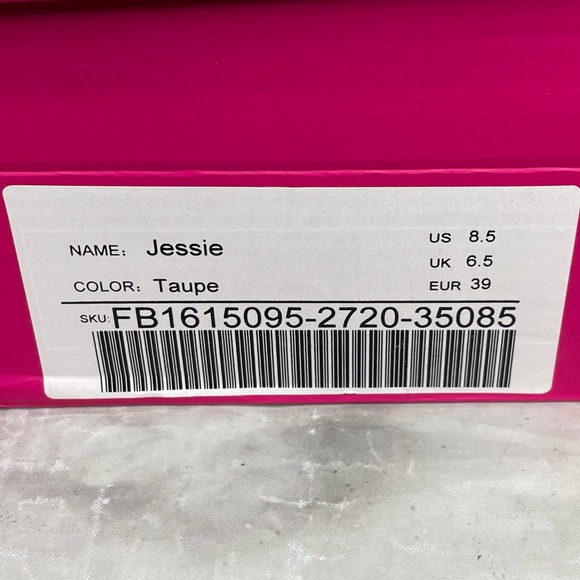 NAME: Jessie
COLOR: Taupe
US 8.5
UK 6.5
EUR 39
SKU: FB1615095-2720-35085